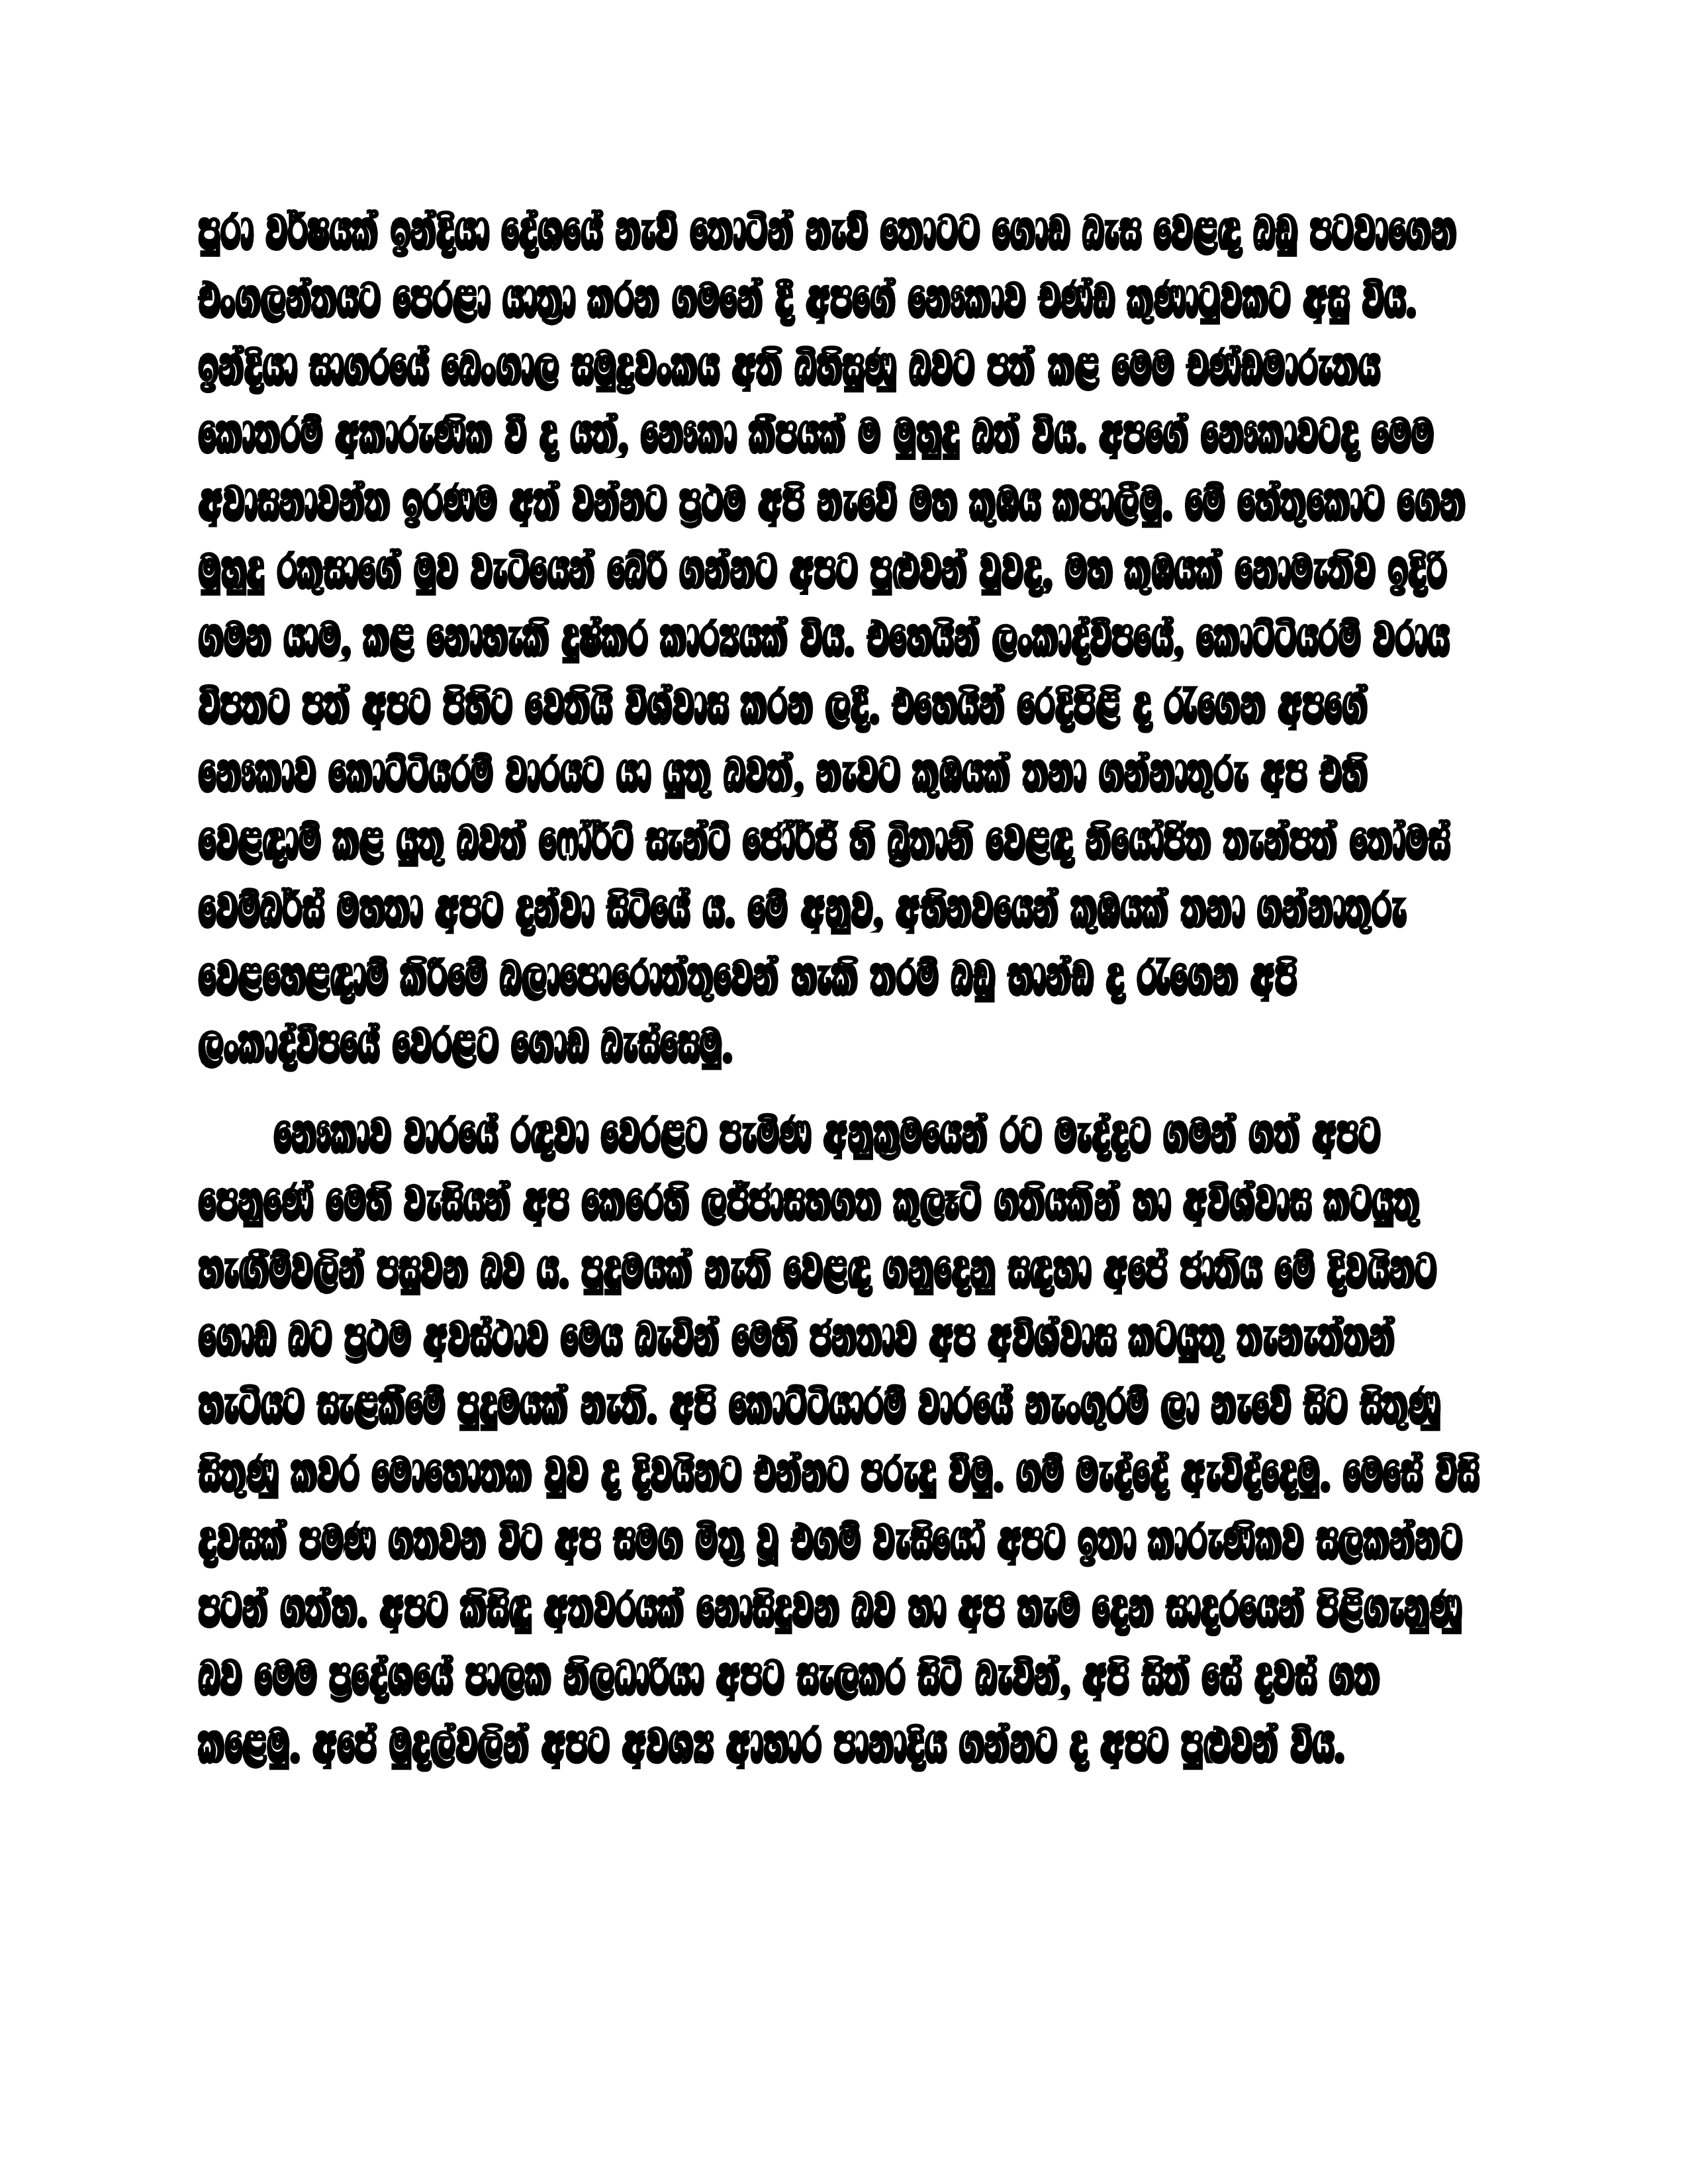 පුරා වර්ෂයක් ඉන්දියා දේශයේ නැව් තොටින් නැව් තොටට ගොඩ බැස වෙළඳ බඩු පටවාගෙන
එංගලන්තයට පෙරළා යාත්‍රා කරන ගමනේ දී අපගේ නෞකාව චණ්ඩ කුණාටුවකට අසු විය.
ඉන්දියා සාගරයේ බෙංගාල සමුද්‍රවංකය අති බිහිසුණු බවට පත් කළ මෙම චණ්ඩමාරුතය
කොතරම් අකාරුණික වී ද යත්, නෞකා කීපයක් ම මුහුදු බත් විය. අපගේ නෞකාවටද මෙම
අවාසනාවන්ත ඉරණම අත් වන්නට ප්‍රථම අපි නැවේ මහ කුඹය කපාලීමු. මේ හේතුකොට ගෙන
මුහුදු රකුසාගේ මුව වැටියෙන් බේරී ගන්නට අපට පුළුවන් වුවද, මහ කුඹයක් නොමැතිව ඉදිරි
ගමන යාම, කළ නොහැකි දුෂ්කර කාර්‍යයක් විය. එහෙයින් ලංකාද්වීපයේ, කොට්ටියරම් වරාය
විපතට පත් අපට පිහිට වෙතියි විශ්වාස කරන ලදී. එහෙයින් රෙදිපිළි ද රැගෙන අපගේ
නෞකාව කොට්ටියරම් වාරයට යා යුතු බවත්, නැවට කුඹයක් තනා ගන්නාතුරු අප එහි
වෙළඳාම් කළ යුතු බවත් ෆෝර්ට් සැන්ට් ජෝර්ජ් හි බ්‍රිතානි වෙළඳ නියෝජිත තැන්පත් තෝමස්
වෙම්බර්ස් මහතා අපට දන්වා සිටියේ ය. මේ අනුව, අභිනවයෙන් කුඹයක් තනා ගන්නාතුරු
වෙළහෙළඳාම් කිරීමේ බලාපොරොත්තුවෙන් හැකි තරම් බඩු භාන්ඩ ද රැගෙන අපි
ලංකාද්වීපයේ වෙරළට ගොඩ බැස්සෙමු.
නෞකාව වාරයේ රඳවා වෙරළට පැමිණ අනුක්‍රමයෙන් රට මැද්දට ගමන් ගත් අපට
පෙනුණේ මෙහි වැසියන් අප කෙරෙහි ලජ්ජාසහගත කුලෑටි ගතියකින් හා අවිශ්වාස කටයුතු
හැඟීම්වලින් පසුවන බව ය. පුදුමයක් නැති වෙළඳ ගනුදෙනු සඳහා අපේ ජාතිය මේ දිවයිනට
ගොඩ බට ප්‍රථම අවස්ථාව මෙය බැවින් මෙහි ජනතාව අප අවිශ්වාස කටයුතු තැනැත්තන්
හැටියට සැළකීමේ පුදුමයක් නැති. අපි කොට්ටියාරම් වාරයේ නැංගුරම් ලා නැවේ සිට සිතුණු
සිතුණු කවර මොහොතක වුව ද දිවයිනට එන්නට පරුදු වීමු. ගම් මැද්දේ ඇවිද්දෙමු. මෙසේ විසි
දවසක් පමණ ගතවන විට අප සමග මිත්‍ර වූ එගම් වැසියෝ අපට ඉතා කාරුණිකව සලකන්නට
පටන් ගත්හ. අපට කිසිඳු අතවරයක් නොසිදුවන බව හා අප හැම දෙන සාදරයෙන් පිළිගැනුණු
බව මෙම ප්‍රදේශයේ පාලක නිලධාරියා අපට සැලකර සිටි බැවින්, අපි සිත් සේ දවස් ගත
කළෙමු. අපේ මුදල්වලින් අපට අවශ්‍ය ආහාර පානාදිය ගන්නට ද අපට පුළුවන් විය.